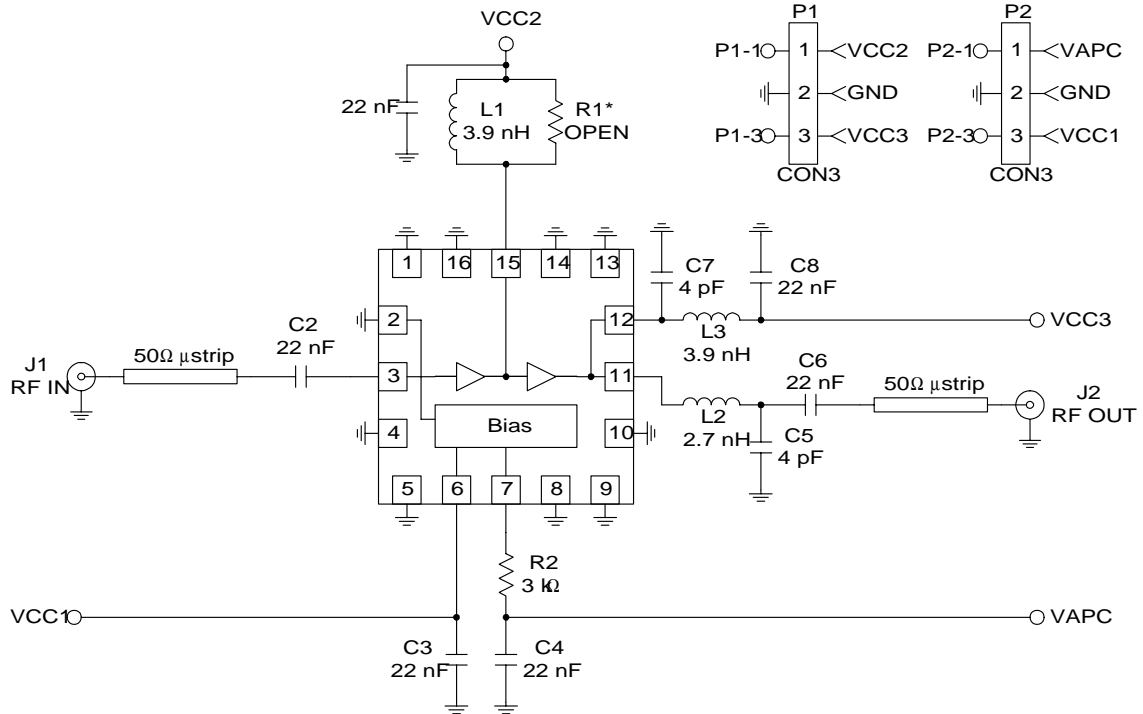 VCC2
P1
P2
P1-1
1
VCC2
P2-1
1
VAPC
2
GND
2
GND
P1-3
3
VCC3
P2-3
3
VCC1
CON3
CON3
22 nF
L1
3.9 nH
R1*
OPEN
1
16
15
14
13
C7
4 pF
C8
22 nF
2
12
L3
3.9 nH
VCC3
J1
RF IN
50Ω µstrip
C2
22 nF
3
11
C6
22 nF
50Ω µstrip
J2
RF OUT
L2
2.7 nH
C5
4 pF
4
Bias
10
5
6
7
8
9
R2
3 kΩ
VCC1
VAPC
C3
22 nF
C4
22 nF